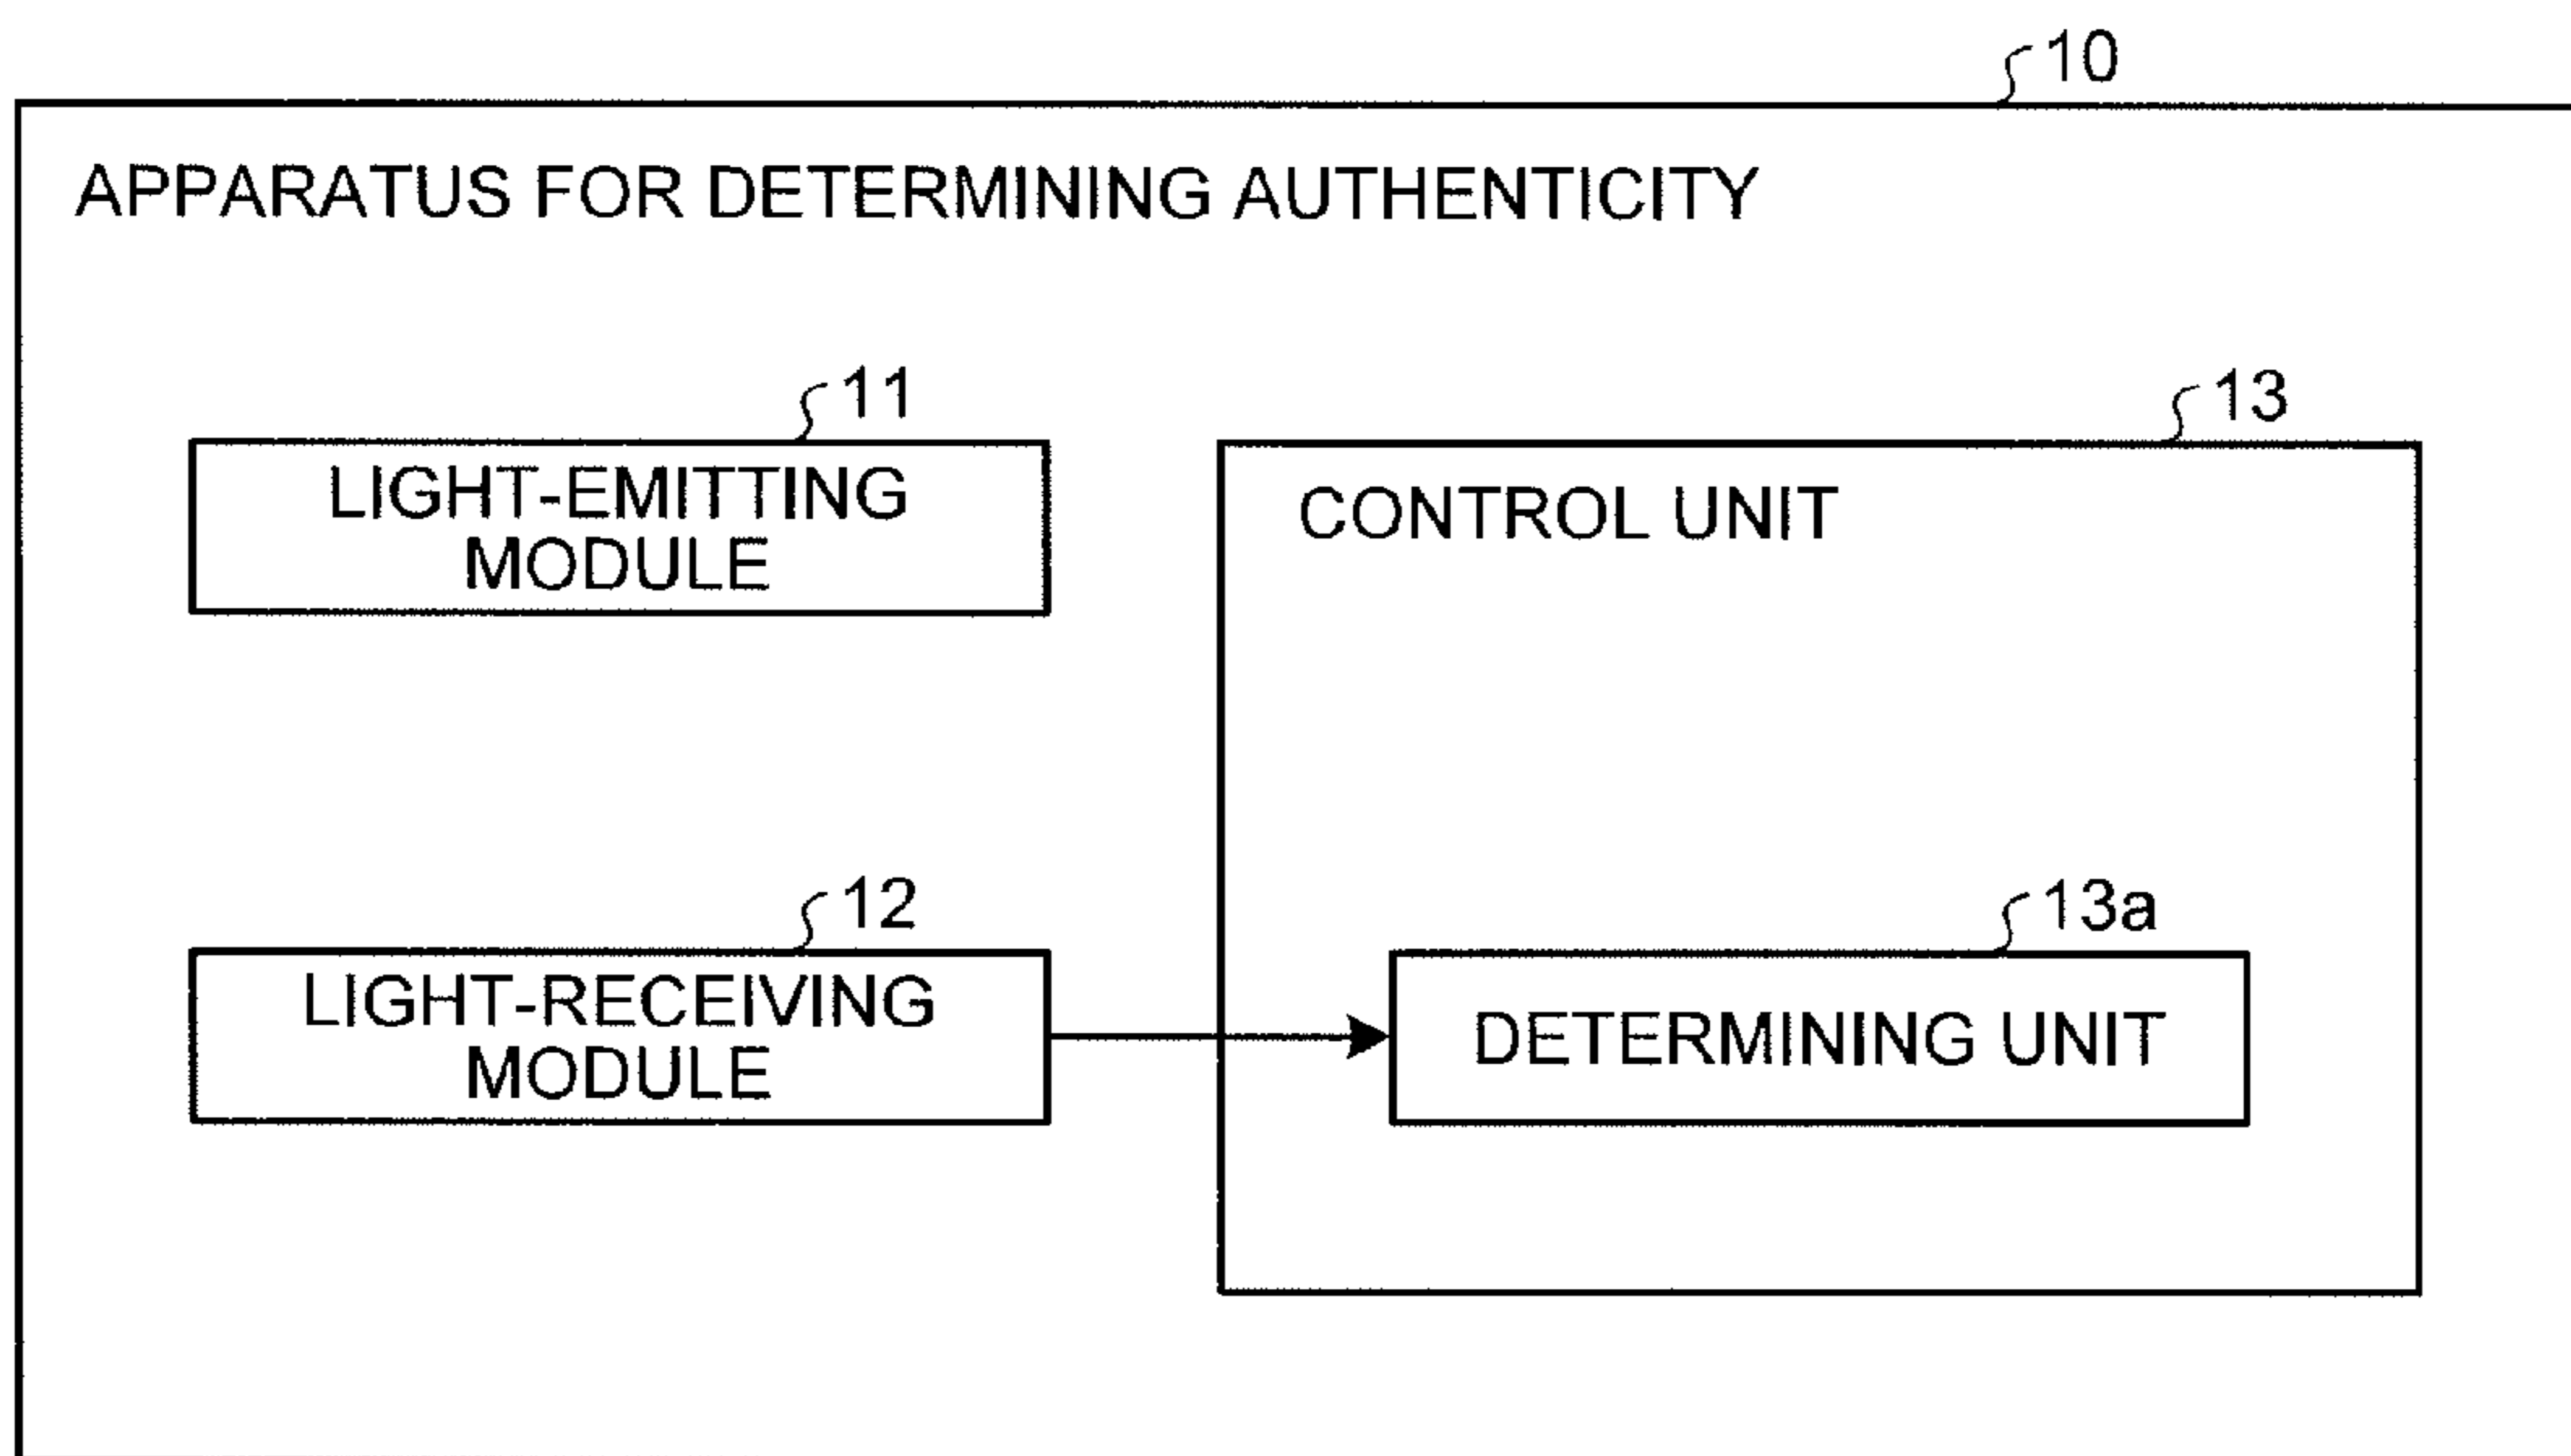 10
APPARATUS FOR DETERMINING AUTHENTICITY
11
LIGHT-EMITTING
MODULE
13
CONTROL UNIT
12
LIGHT-RECEIVING
MODULE
13a
DETERMINING UNIT